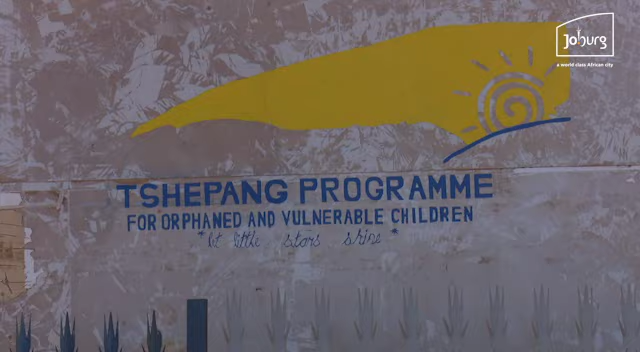 Joburg
a world class African city
TSHEPANG PROGRAMME
FOR ORPHANED AND VULNERABLE CHILDREN
"let little stars shine"